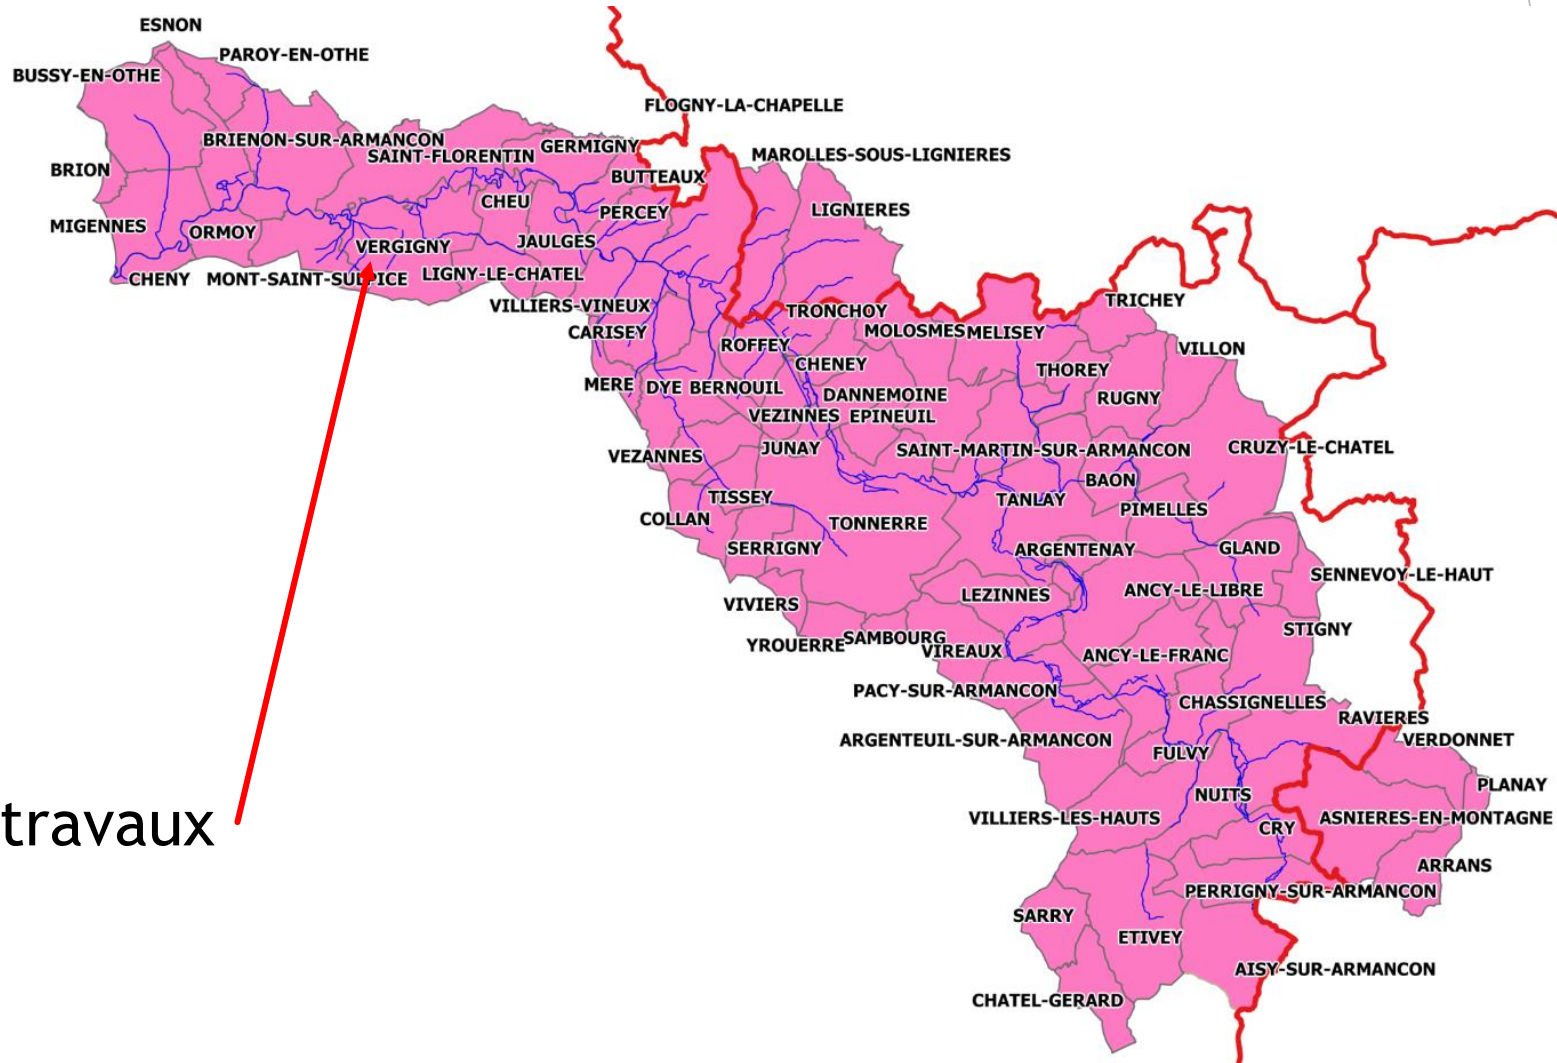 ESNON
PAROY-EN-OTHE
BUSSY-EN-OTHE
FLOGNY-LA-CHAPELLE
BRIENON-SUR-ARMANCON
GERMIGNY
SAINT-FLORENTIN
MAROLLES-SOUS-LIGNIERES
BRION
BUTTEAUX
CHEU
PERCEY
LIGNIERES
MIGENNES
ORMOY
JAULGES
VERGIGNY
CHENY
MONT-SAINT-SULPICE
LIGNY-LE-CHATEL
VILLIERS-VINEUX
TRICHEY
TRONCHOY
CARISEY
MOLOSMES
MELISEY
ROFFEY
VILLON
CHENEY
THOREY
MERE
DYE
BERNOUIL
DANNEMOINE
RUGNY
VEZINNES
EPINEUIL
VEZANNES
JUNAY
SAINT-MARTIN-SUR-ARMANCON
CRUZY-LE-CHATEL
BAON
TISSEY
TANLAY
PIMELLES
COLLAN
TONNERRE
SERRIGNY
ARGENTENAY
GLAND
SENNEVOY-LE-HAUT
LEZINNES
ANCY-LE-LIBRE
VIVIERS
STIGNY
YROUERRE
SAMBOURG
VIREAUX
ANCY-LE-FRANC
PACY-SUR-ARMANCON
CHASSIGNELLES
RAVIERES
ARGENTEUIL-SUR-ARMANCON
VERDONNET
FULVY
PLANAY
NUITS
VILLIERS-LES-HAUTS
ASNIERES-EN-MONTAGNE
CRY
travaux
ARRANS
PERRIGNY-SUR-ARMANCON
SARRY
ETIVEY
AISY-SUR-ARMANCON
CHATEL-GERARD